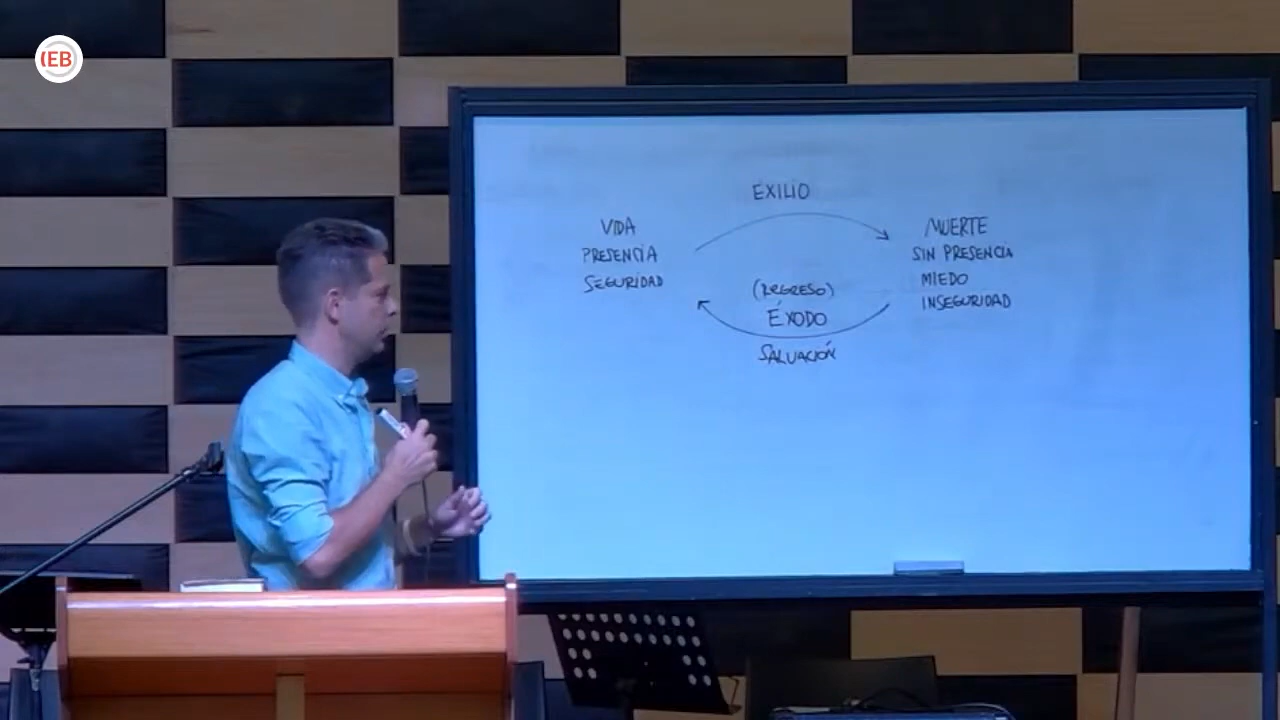 IEB
EXILIO
VIDA
PRESENCIA
SEGURIDAD
MUERTE
SIN PRESENCIA
MIEDO
INSEGURIDAD
(REGRESO)
ÉXODO
SALVACIÓN